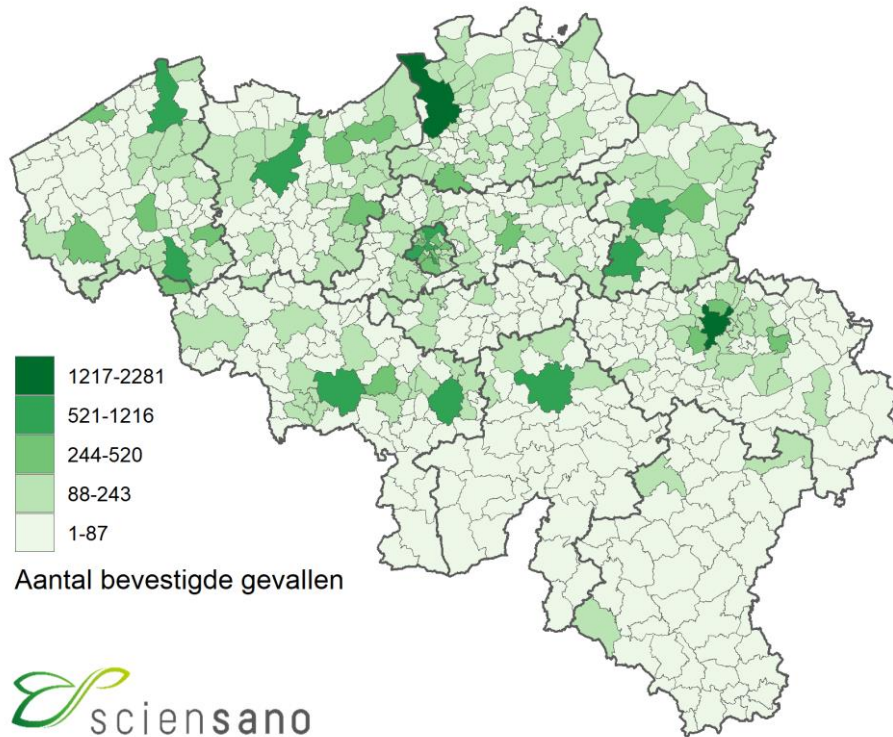 1217-2281
521-1216
244-520
88-243
1-87
Aantal bevestigde gevallen
sciensano